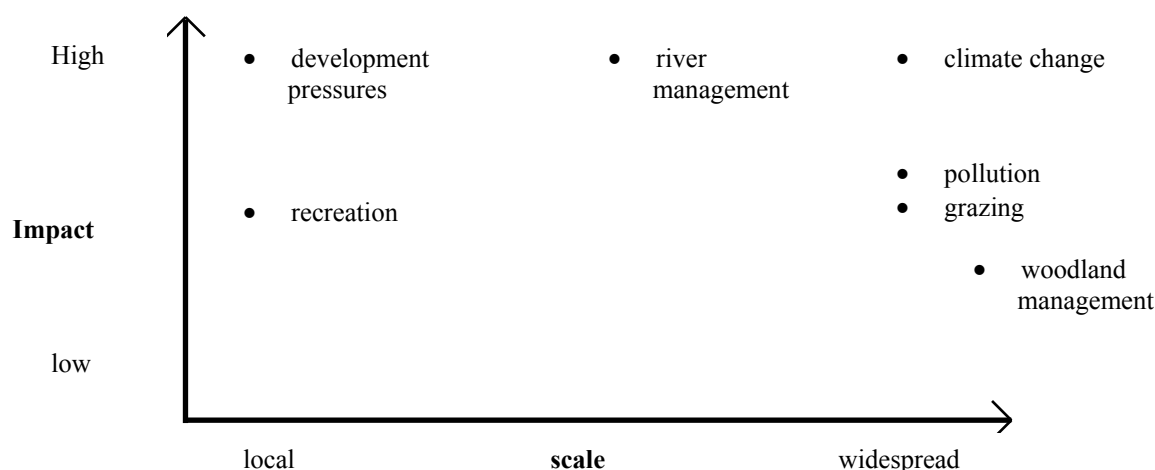 High
• development
pressures
• river
management
• climate change
• pollution
• grazing
• recreation
Impact
• woodland
management
low
local
scale
widespread